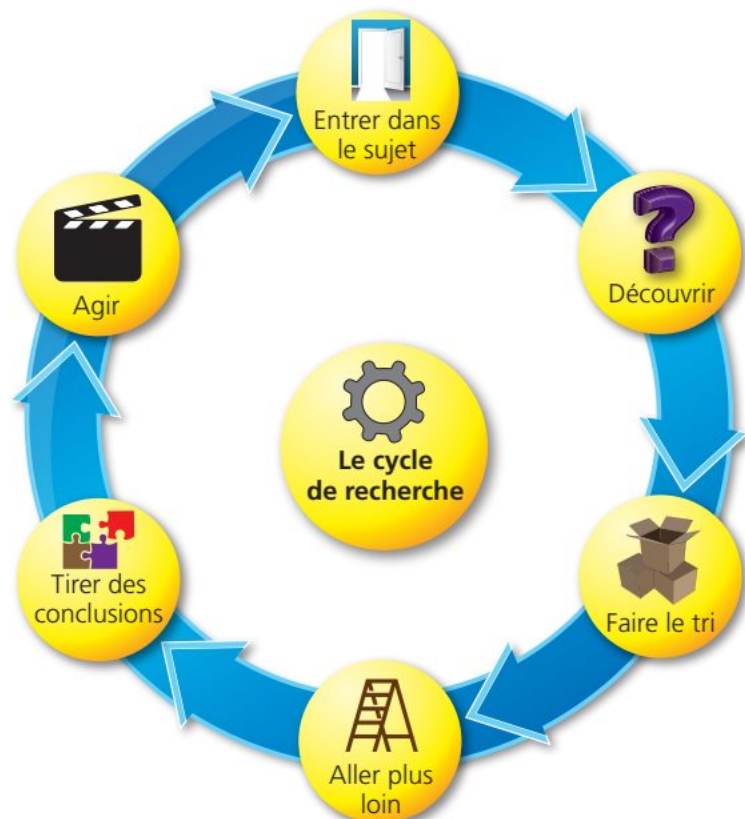 Entrer dans
le sujet
Découvrir
Faire le tri
Aller plus
loin
Tirer des
conclusions
Agir
Le cycle
de recherche